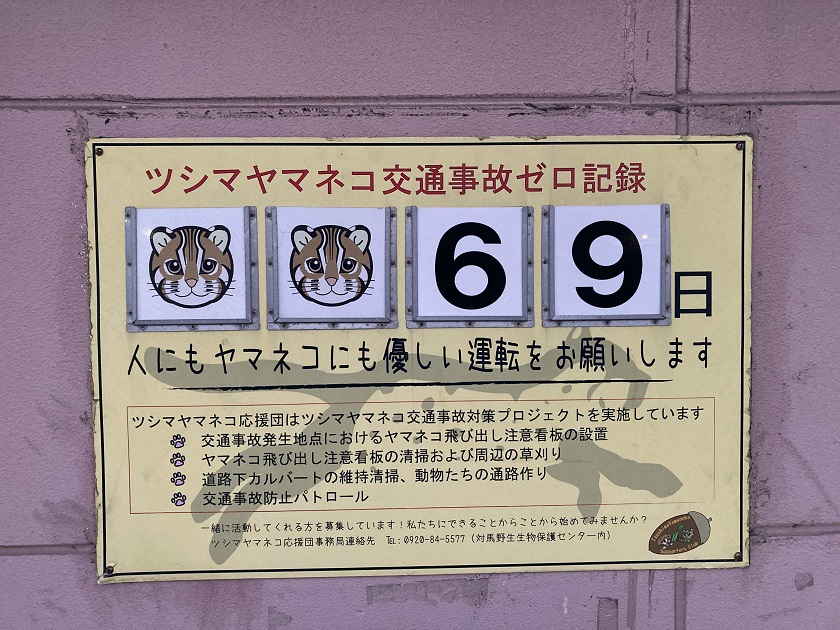 ツシマヤマネコ交通事故ゼロ記録
69日
人にもヤマネコにも優しい運転をお願いします
ツシマヤマネコ応援団はツシマヤマネコ交通事故対策プロジェクトを実施しています
交通事故発生地点におけるヤマネコ飛び出し注意看板の設置
ヤマネコ飛び出し注意看板の清掃および周辺の草刈り
道路下カルバートの維持清掃、動物たちの通路作り
交通事故防止パトロール
一緒に活動してくれる方を募集しています!私たちにできることからことから始めてみませんか?
ツシマヤマネコ応援団事務局連絡先 TEL:0920-84-5577(対馬野生生物保護センター内)
Supporters Club